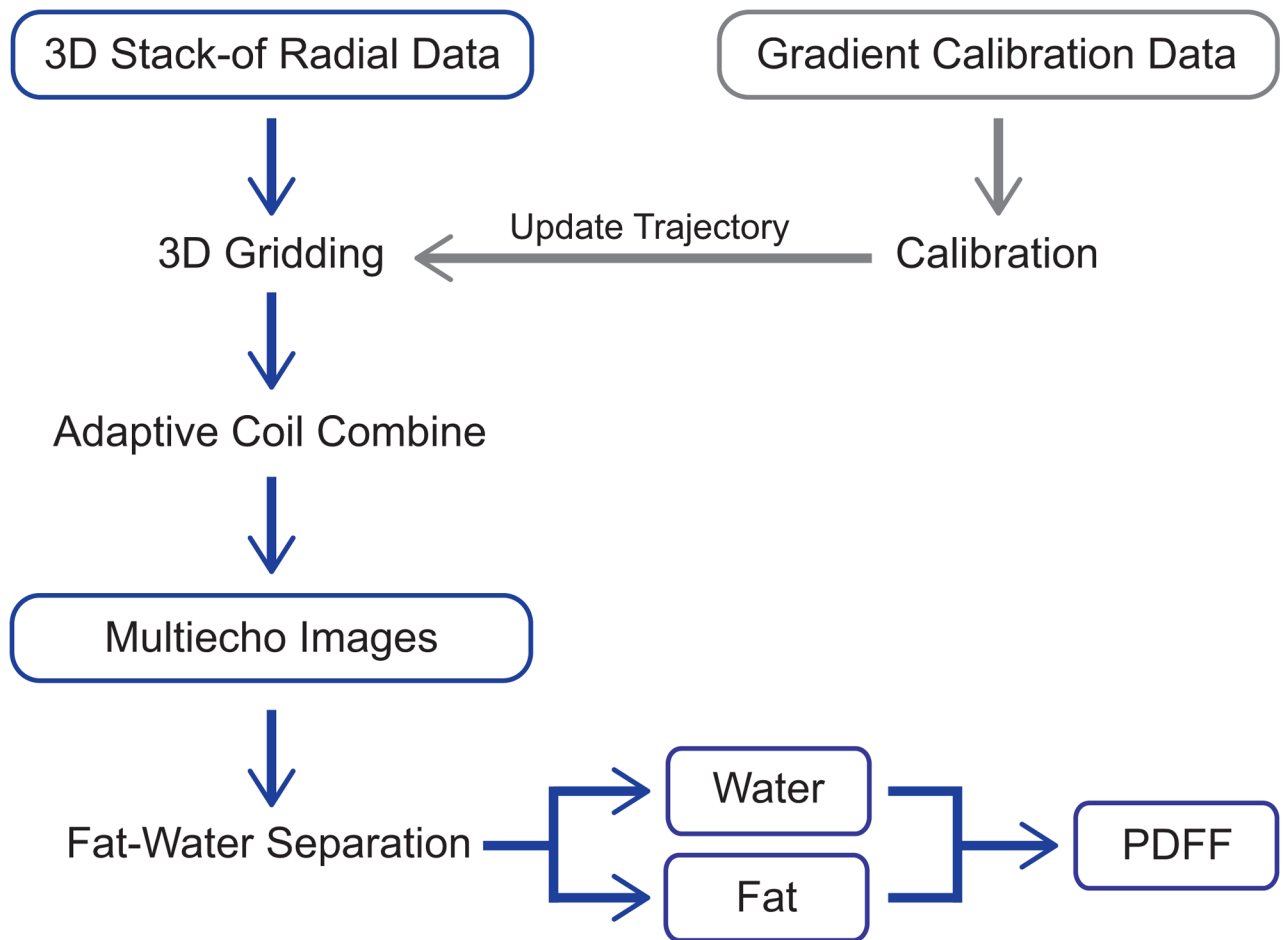 3D Stack-of Radial Data
Gradient Calibration Data
Update Trajectory
3D Gridding
Calibration
Adaptive Coil Combine
Multiecho Images
Water
Fat-Water Separation
PDFF
Fat